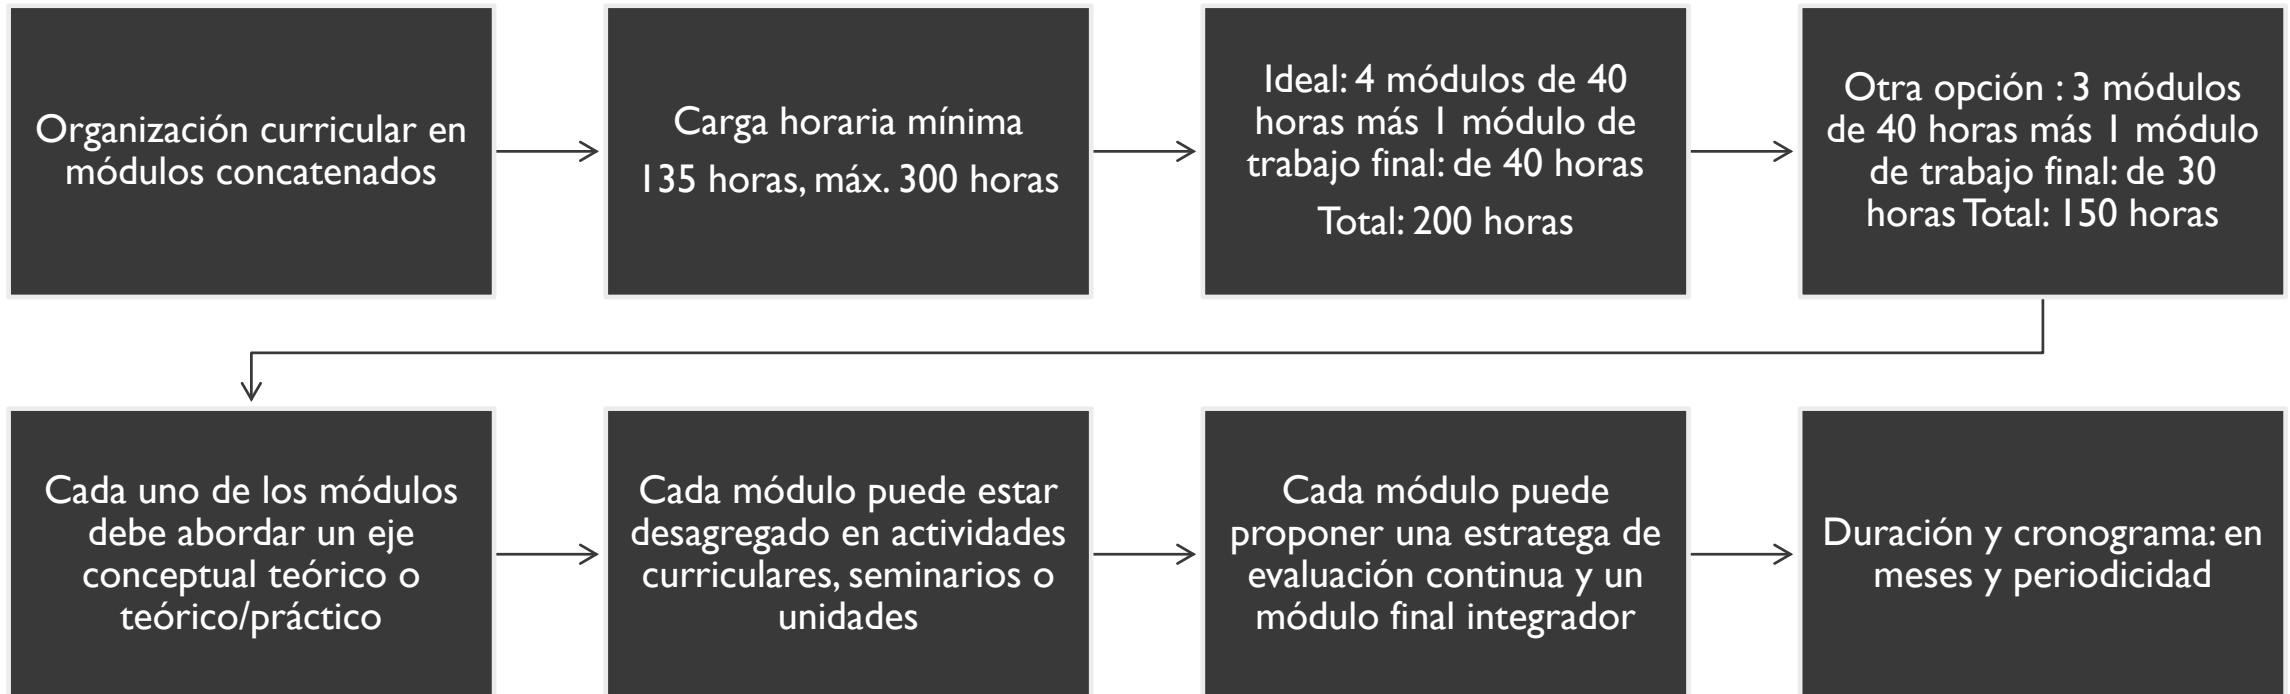 Organización curricular en
módulos concatenados
Carga horaria mínima
135 horas, máx. 300 horas
Ideal: 4 módulos de 40
horas más 1 módulo de
trabajo final: de 40 horas
Total: 200 horas
Otra opción : 3 módulos
de 40 horas más 1 módulo
de trabajo final: de 30
horas Total: 150 horas
Cada uno de los módulos
debe abordar un eje
conceptual teórico o
teórico/práctico
Cada módulo puede estar
desagregado en actividades
curriculares, seminarios o
unidades
Cada módulo puede
proponer una estratega de
evaluación continua y un
módulo final integrador
Duración y cronograma: en
meses y periodicidad